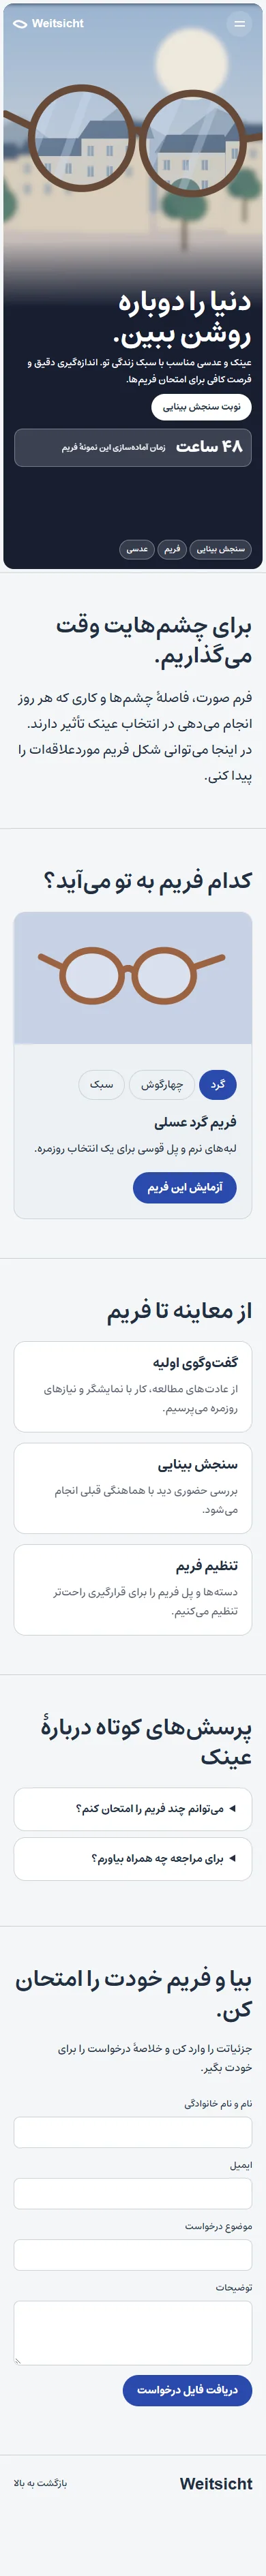 Weitsicht
دنیا را دوباره
روشن ببین.
عینک و عدسی مناسب با سبک زندگی تو. اندازه‌گیری دقیق و
فرصت کافی برای امتحان فریم‌ها.
نوبت سنجش بینایی
۴۸ ساعت
زمان آماده‌سازی این نمونهٔ فریم
سنجش بینایی
فریم
عدسی
برای چشم‌هایت وقت
می‌گذاریم.
فرم صورت، فاصلهٔ چشم‌ها و کاری که هر روز
انجام می‌دهی در انتخاب عینک تأثیر دارند.
در اینجا می‌توانی شکل فریم موردعلاقه‌ات را
پیدا کنی.
کدام فریم به تو می‌آید؟
گرد
چهارگوش
سبک
فریم گرد عسلی
لبه‌های نرم و پل قوسی برای یک انتخاب روزمره.
آزمایش این فریم
از معاینه تا فریم
گفت‌وگوی اولیه
از عادت‌های مطالعه، کار با نمایشگر و نیازهای
روزمره می‌پرسیم.
سنجش بینایی
بررسی حضوری دید با هماهنگی قبلی انجام
می‌شود.
تنظیم فریم
دسته‌ها و پل فریم را برای قرارگیری راحت‌تر
تنظیم می‌کنیم.
پرسش‌های کوتاه دربارهٔ
عینک
می‌توانم چند فریم را امتحان کنم؟
برای مراجعه چه همراه بیاورم؟
بیا و فریم خودت را امتحان
کن.
جزئیاتت را وارد کن و خلاصهٔ درخواست را برای
خودت بگیر.
نام و نام خانوادگی
ایمیل
موضوع درخواست
توضیحات
دریافت فایل درخواست
Weitsicht
بازگشت به بالا